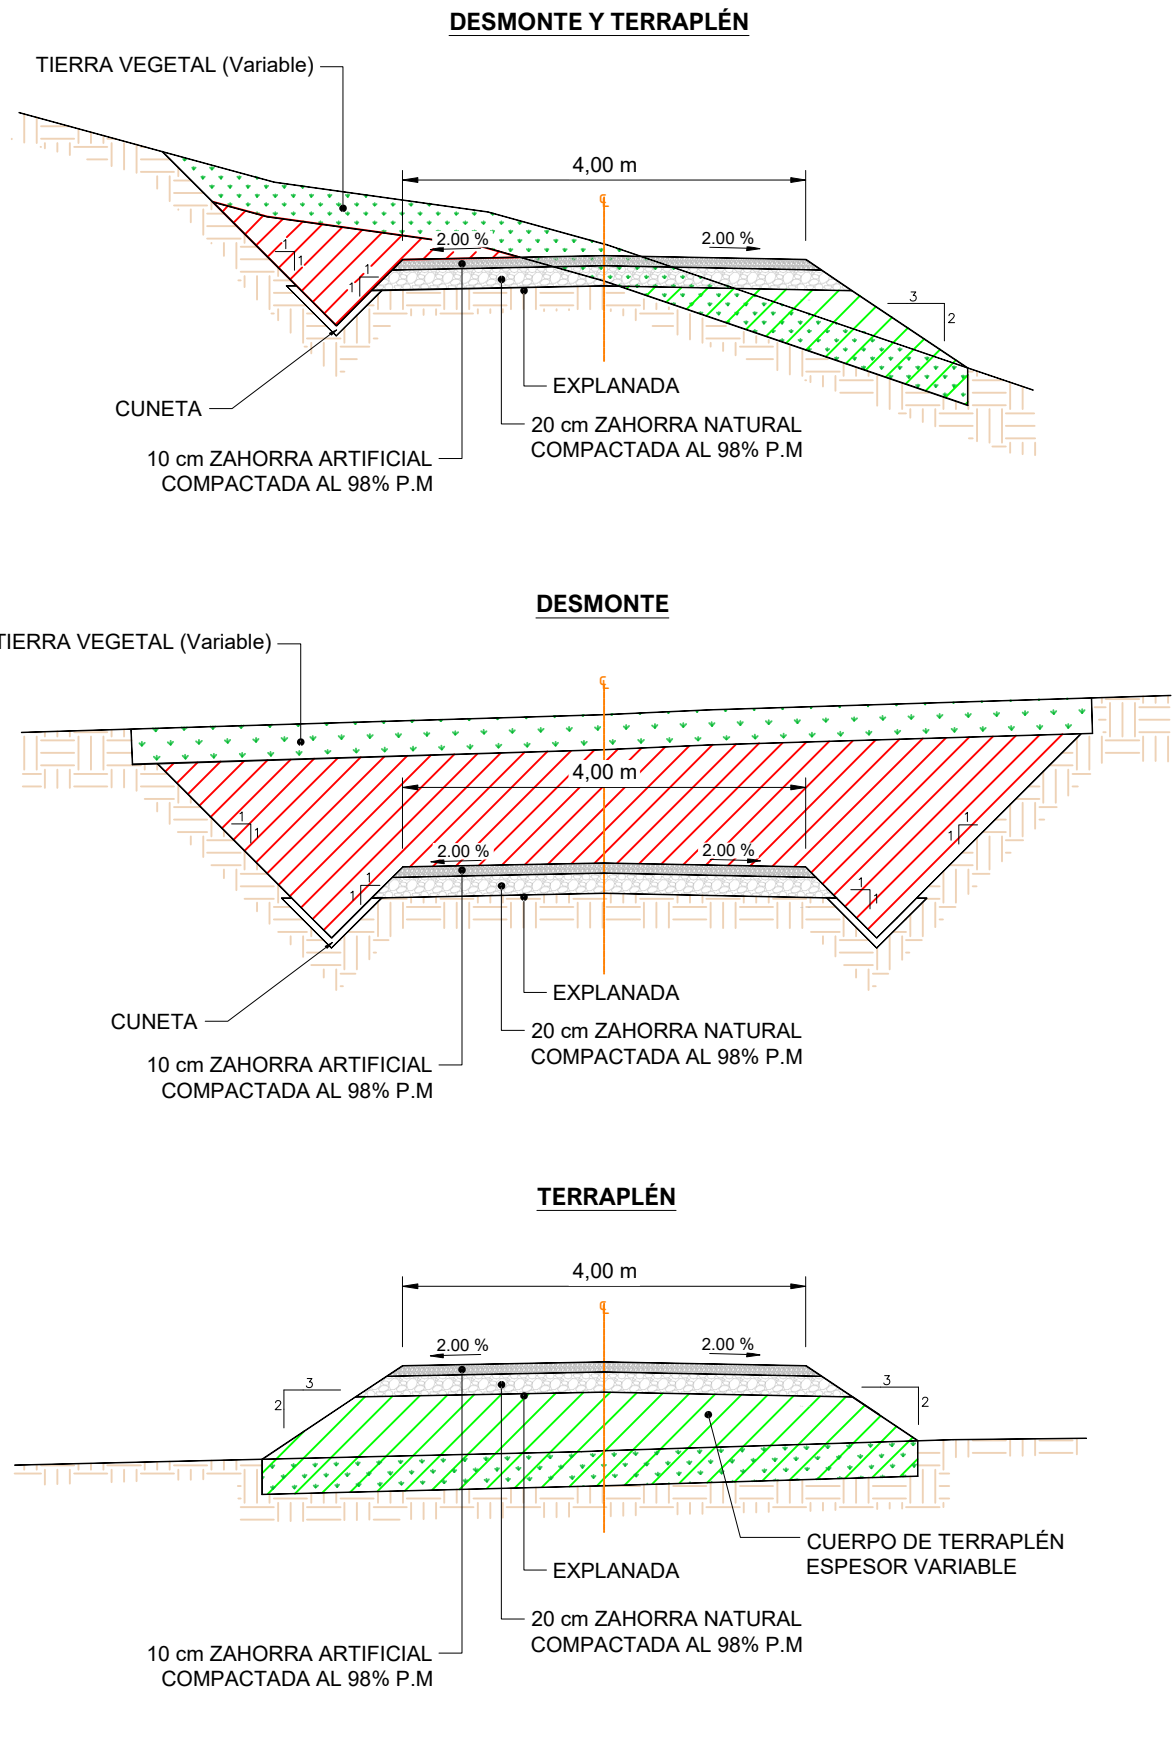 DESMONTE Y TERRAPLÉN
TIERRA VEGETAL (Variable)
4,00 m
2.00 %
2.00 %
1
1
1
1
3
2
CUNETA
EXPLANADA
20 cm ZAHORRA NATURAL
COMPACTADA AL 98% P.M
10 cm ZAHORRA ARTIFICIAL
COMPACTADA AL 98% P.M
DESMONTE
TIERRA VEGETAL (Variable)
4,00 m
2.00 %
2.00 %
1
1
1
1
1
1
1
1
CUNETA
EXPLANADA
20 cm ZAHORRA NATURAL
COMPACTADA AL 98% P.M
10 cm ZAHORRA ARTIFICIAL
COMPACTADA AL 98% P.M
TERRAPLÉN
4,00 m
2.00 %
2.00 %
3
2
3
2
CUERPO DE TERRAPLÉN
ESPESOR VARIABLE
EXPLANADA
20 cm ZAHORRA NATURAL
COMPACTADA AL 98% P.M
10 cm ZAHORRA ARTIFICIAL
COMPACTADA AL 98% P.M